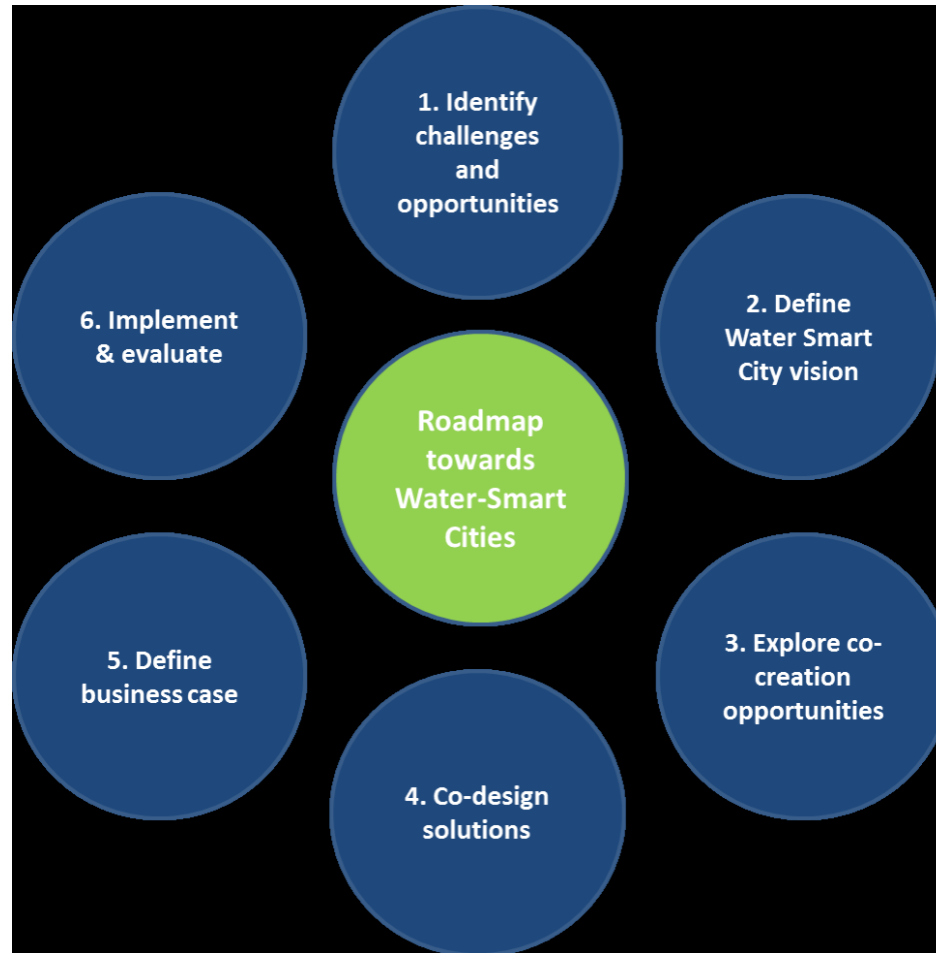 1. Identify
challenges
and
opportunities
2. Define
Water Smart
City vision
3. Explore co-
creation
opportunities
4. Co-design
solutions
5. Define
business case
6. Implement
& evaluate
Roadmap
towards
Water-Smart
Cities